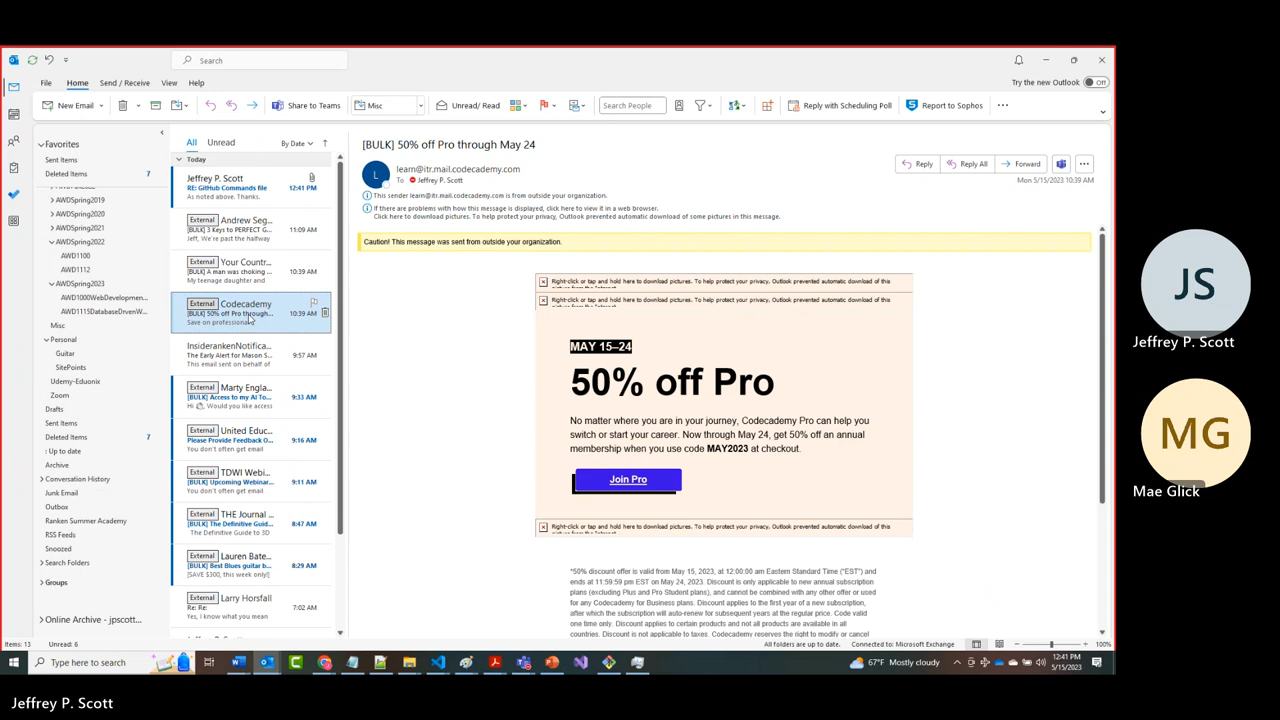 Search
File Home Send / Receive View Help
Try the new Outlook Off
New Email Share to Teams Misc Unread/ Read Search People Reply with Scheduling Poll Report to Sophos
Favorites
Sent Items
Deleted Items 7
AWDSpring2019
AWDSpring2020
AWDSpring2021
AWDSpring2022
AWD1100
AWD1112
AWDSpring2023
AWD1000WebDevelopmen...
AWD1115DatabaseDrvenW...
Misc
Personal
Guitar
SitePoints
Udemy-Eduonix
Zoom
Drafts
Sent Items
Deleted Items 7
: Up to date
Archive
Conversation History
Junk Email
Outbox
Ranken Summer Academy
RSS Feeds
Snoozed
Search Folders
Groups
Online Archive - jpscott...
All Unread By Date
Today
Jeffrey P. Scott
RE: GitHub Commands file 12:41 PM
As noted above. Thanks.
External Andrew Seg...
[BULK] 3 Keys to PERFECT G... 11:09 AM
Jeff, We're past the halfway
External Your Countr...
[BULK] A man was choking ... 10:39 AM
My teenage daughter and
External Codecademy
[BULK] 50% off Pro through... 10:39 AM
Save on professional
InsiderankenNotifica...
The Early Alert for Mason S... 9:57 AM
This email sent on behalf of
External Marty Engla...
[BULK] Access to my AI To... 9:33 AM
Hi Would you like access
External United Educ...
Please Provide Feedback O... 9:16 AM
You don't often get email
External TDWI Webi...
[BULK] Upcoming Webinar... 9:11 AM
You don't often get email
External THE Journal ...
[BULK] The Definitive Guid... 8:47 AM
The Definitive Guide to 3D
External Lauren Bate...
[BULK] Best Blues guitar b... 8:29 AM
[SAVE $300, this week only!]
External Larry Horsfall
Re: Re: 7:02 AM
Yes, I know what you mean
[BULK] 50% off Pro through May 24
L
learn@itr.mail.codecademy.com
To Jeffrey P. Scott
Reply Reply All Forward
Mon 5/15/2023 10:39 AM
This sender learn@itr.mail.codecademy.com is from outside your organization.
If there are problems with how this message is displayed, click here to view it in a web browser.
Click here to download pictures. To help protect your privacy, Outlook prevented automatic download of some pictures in this message.
Caution! This message was sent from outside your organization.
Right-click or tap and hold here to download pictures. To help protect your privacy, Outlook prevented automatic download of this
Right-click or tap and hold here to download pictures. To help protect your privacy, Outlook prevented automatic download of this
MAY 15–24
50% off Pro
No matter where you are in your journey, Codecademy Pro can help you
switch or start your career. Now through May 24, get 50% off an annual
membership when you use code MAY2023 at checkout.
Join Pro
Right-click or tap and hold here to download pictures. To help protect your privacy, Outlook prevented automatic download of this
*50% discount offer is valid from May 15, 2023, at 12:00:00 am Eastern Standard Time ("EST") and
ends at 11:59:59 pm EST on May 24, 2023. Discount is only applicable to new annual subscription
plans (excluding Plus and Pro Student plans), and cannot be combined with any other offer or used
for any Codecademy for Business plans. Discount applies to the first year of a new subscription,
after which the subscription will auto-renew for subsequent years at the regular price. Code valid
one time only. Discount applies to certain products and not all products are available in all
countries. Discount is not applicable to taxes. Codecademy reserves the right to modify or cancel
Items: 13 Unread: 6 All folders are up to date. Connected to: Microsoft Exchange 100%
Type here to search 67°F Mostly cloudy 12:41 PM
5/15/2023
JS
Jeffrey P. Scott
MG
Mae Glick
Jeffrey P. Scott